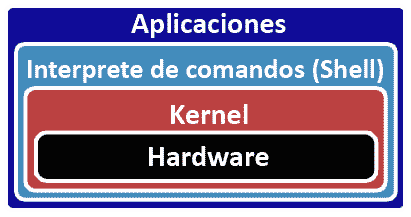 Aplicaciones
Interprete de comandos (Shell)
Kernel
Hardware